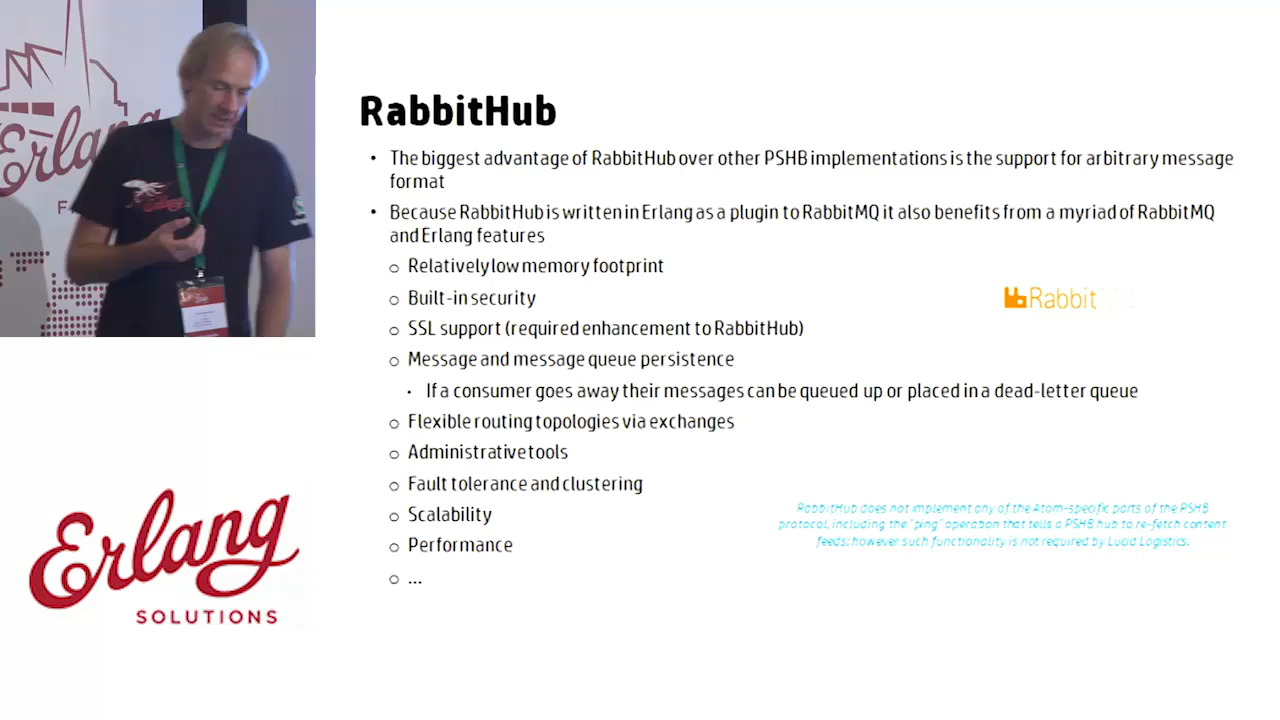 Erlang
RabbitHub
• The biggest advantage of RabbitHub over other PSHB implementations is the support for arbitrary message
format
• Because RabbitHub is written in Erlang as a plugin to RabbitMQ it also benefits from a myriad of RabbitMQ
and Erlang features
o Relatively low memory footprint
o Built-in security
Rabbit
o SSL support (required enhancement to RabbitHub)
o Message and message queue persistence
• If a consumer goes away their messages can be queued up or placed in a dead-letter queue
o Flexible routing topologies via exchanges
o Administrative tools
o Fault tolerance and clustering
o Scalability
o Performance
o ...
RabbitHub does not implement any of the Atom-specific parts of the PSHB
protocol, including the "ping" operation that tells a PSHB hub to re-fetch content
feeds; however such functionality is not required by Lucid Logistics.
Erlang
SOLUTIONS